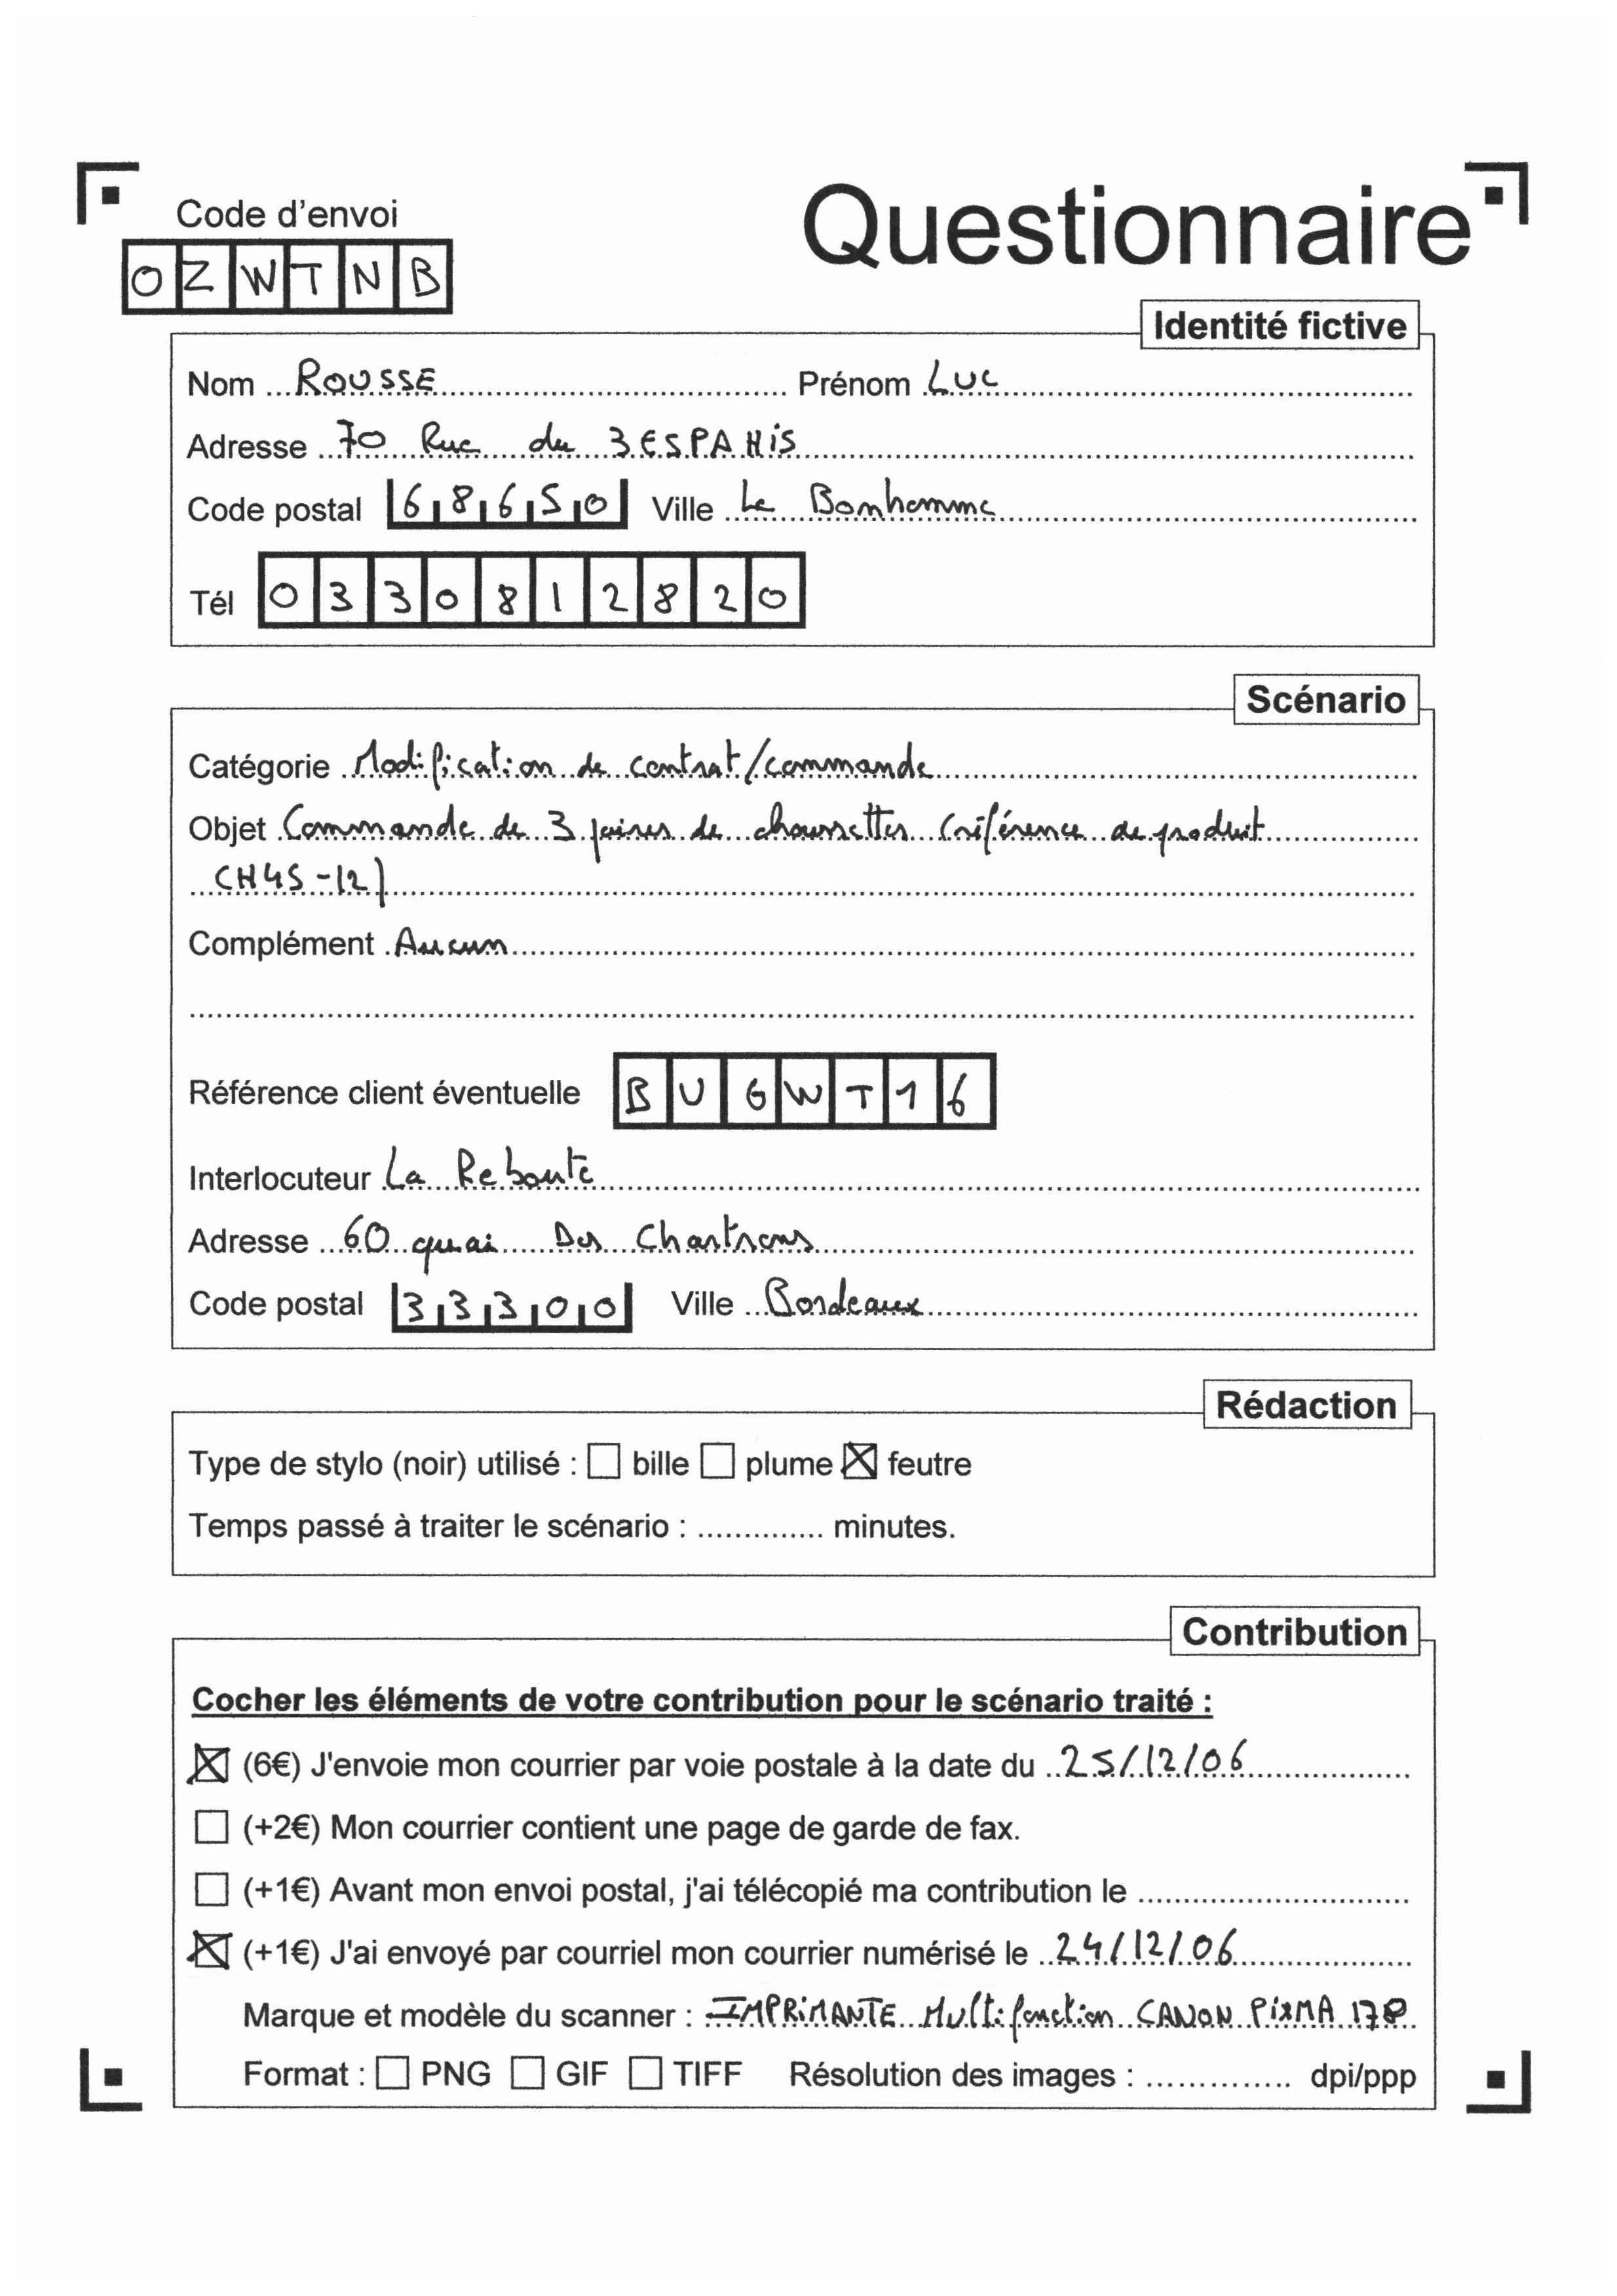 Code d'envoi
Questionnaire
OZWTNB
Identité fictive
Nom ROUSSE Prénom LUC
Adresse 70 Rue du 3ESPAHIS
Code postal 68650 Ville Le Bonhomme
Tél 0330812820
Scénario
Catégorie Modification de contrat/commande
Objet Commande de 3 paires de choussettes (référence de produit
CH45-12)
Complément Aucun
Référence client éventuelle BUGWT16
Interlocuteur La Reboute
Adresse 60 quai Des Chartrons
Code postal 33300 Ville Bordeaux
Rédaction
Type de stylo (noir) utilisé : bille plume feutre
Temps passé à traiter le scénario : minutes.
Contribution
Cocher les éléments de votre contribution pour le scénario traité :
(6€) J'envoie mon courrier par voie postale à la date du 25/12/06
(+2€) Mon courrier contient une page de garde de fax.
(+1€) Avant mon envoi postal, j'ai télécopié ma contribution le
(+1€) J'ai envoyé par courriel mon courrier numérisé le 24/12/06
Marque et modèle du scanner : IMPRIMANTE Multifonction CANON PIXMA
Format : PNG GIF TIFF Résolution des images : dpi/ppp